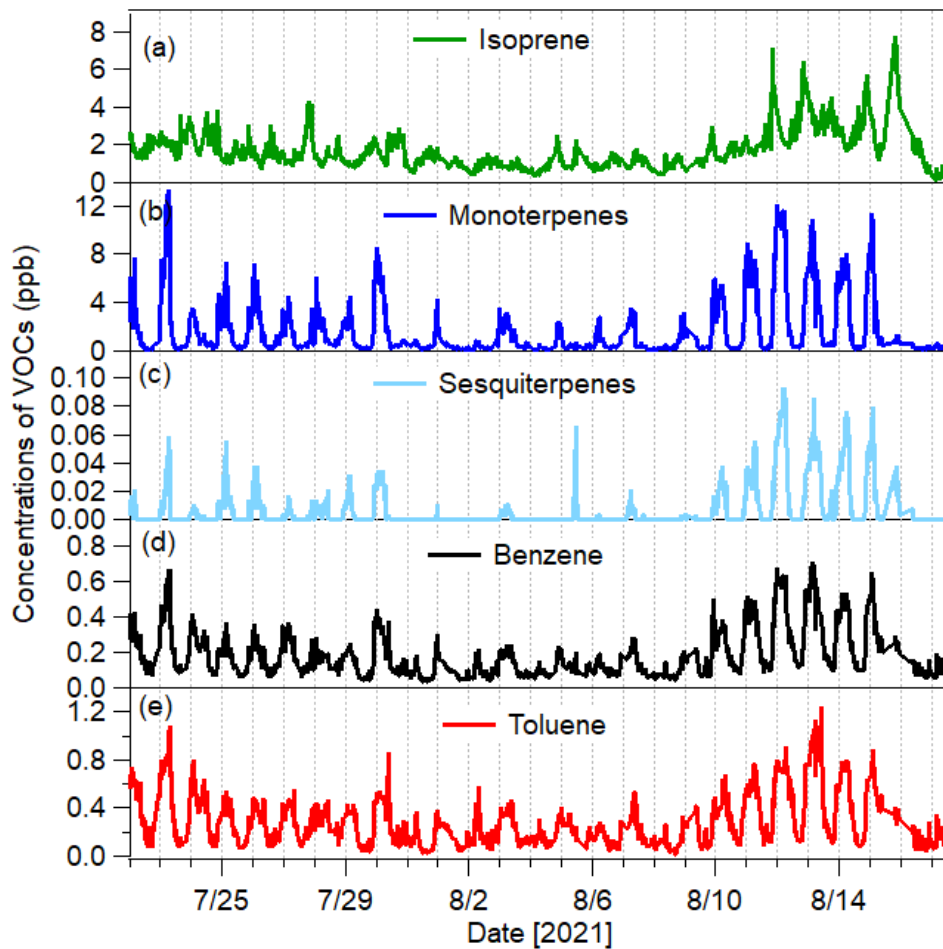 Concentrations of VOCs (ppb)
(a)
Isoprene
8
6
4
2
0
(b)
Monoterpenes
12
8
4
0
(c)
Sesquiterpenes
0.10
0.08
0.06
0.04
0.02
0.00
(d)
Benzene
0.8
0.6
0.4
0.2
0.0
(e)
Toluene
1.2
0.8
0.4
0.0
7/25 7/29 8/2 8/6 8/10 8/14
Date [2021]